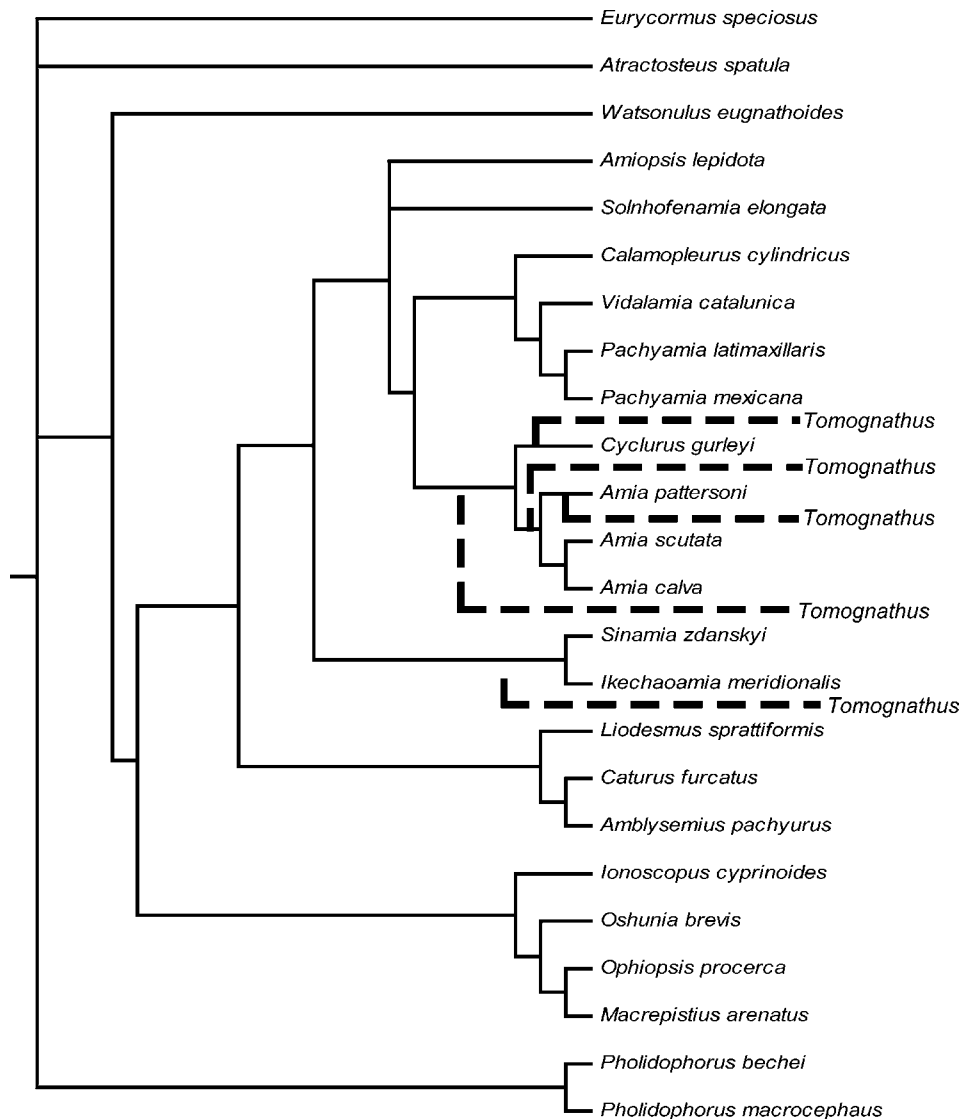 Eurycormus speciosus
Atractosteus spatula
Watsonulus eugnathoides
Amiopsis lepidota
Solnhofenamia elongata
Calamopleurus cylindricus
Vidalamia catalunica
Pachyamia latimaxillaris
Pachyamia mexicana
Tomognathus
Cyclurus gurleyi
Tomognathus
Amia pattersoni
Tomognathus
Amia scutata
Amia calva
Tomognathus
Sinamia zdanskyi
Ikechaoamia meridionalis
Tomognathus
Liodesmus sprattiformis
Caturus furcatus
Amblysemius pachyurus
Ionoscopus cyprinoides
Oshunia brevis
Ophiopsis procerca
Macrepistius arenatus
Pholidophorus bechei
Pholidophorus macrocephaus